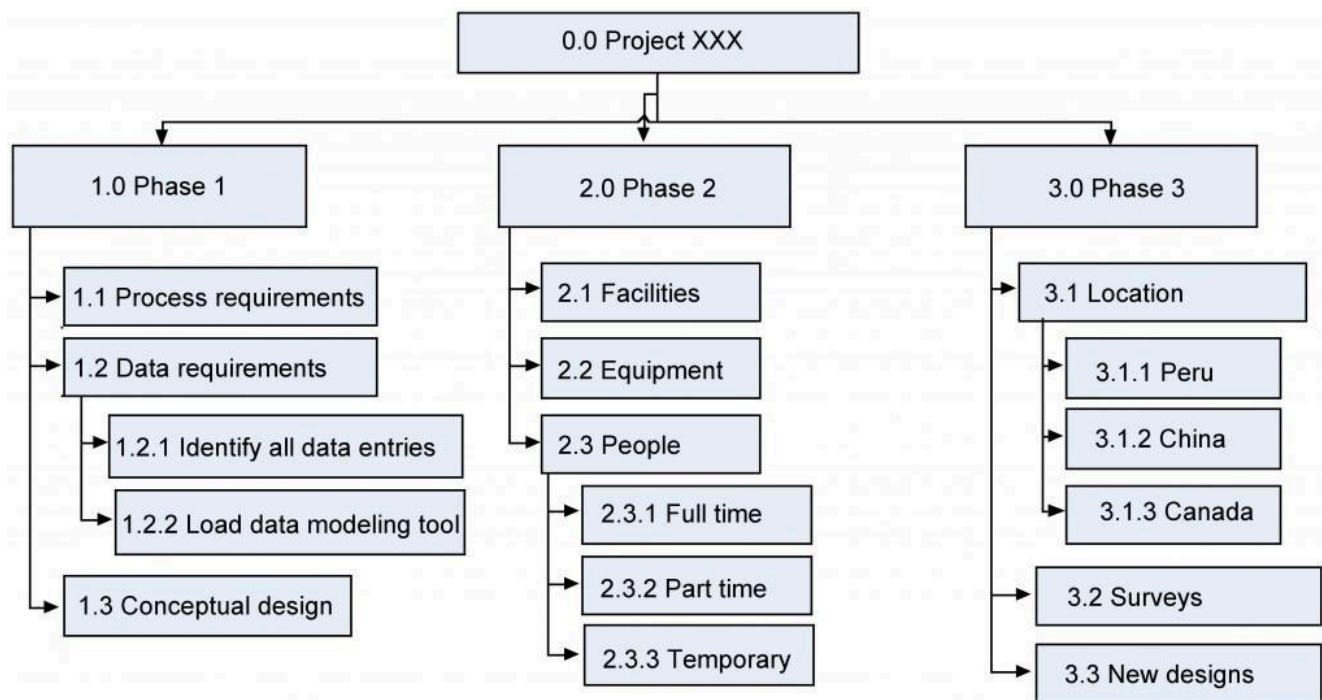 0.0 Project XXX
1.0 Phase 1
1.1 Process requirements
1.2 Data requirements
1.2.1 Identify all data entries
1.2.2 Load data modeling tool
1.3 Conceptual design
2.0 Phase 2
2.1 Facilities
2.2 Equipment
2.3 People
2.3.1 Full time
2.3.2 Part time
2.3.3 Temporary
3.0 Phase 3
3.1 Location
3.1.1 Peru
3.1.2 China
3.1.3 Canada
3.2 Surveys
3.3 New designs